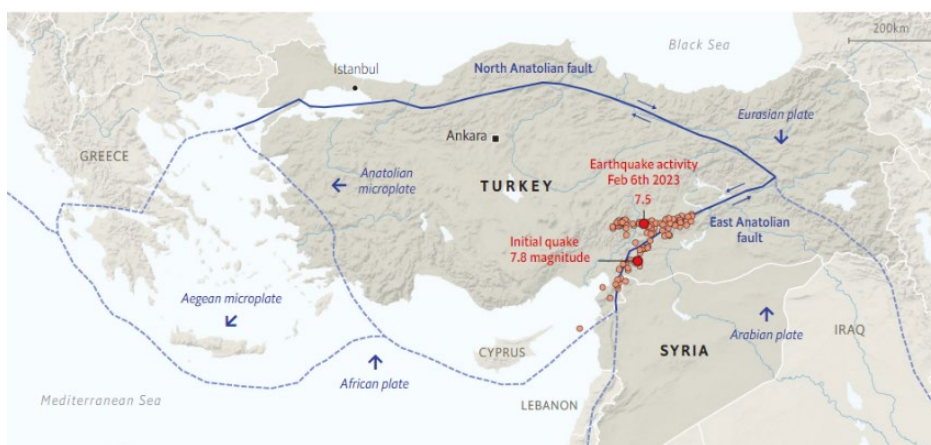 Black Sea
200km
Istanbul
North Anatolian fault
Eurasian plate
Ankara
GREECE
Earthquake activity
Feb 6th 2023
Anatolian
microplate
TURKEY
7.5
East Anatolian
fault
Initial quake
7.8 magnitude
Aegean microplate
Arabian plate
IRAQ
CYPRUS
SYRIA
African plate
Mediterranean Sea
LEBANON